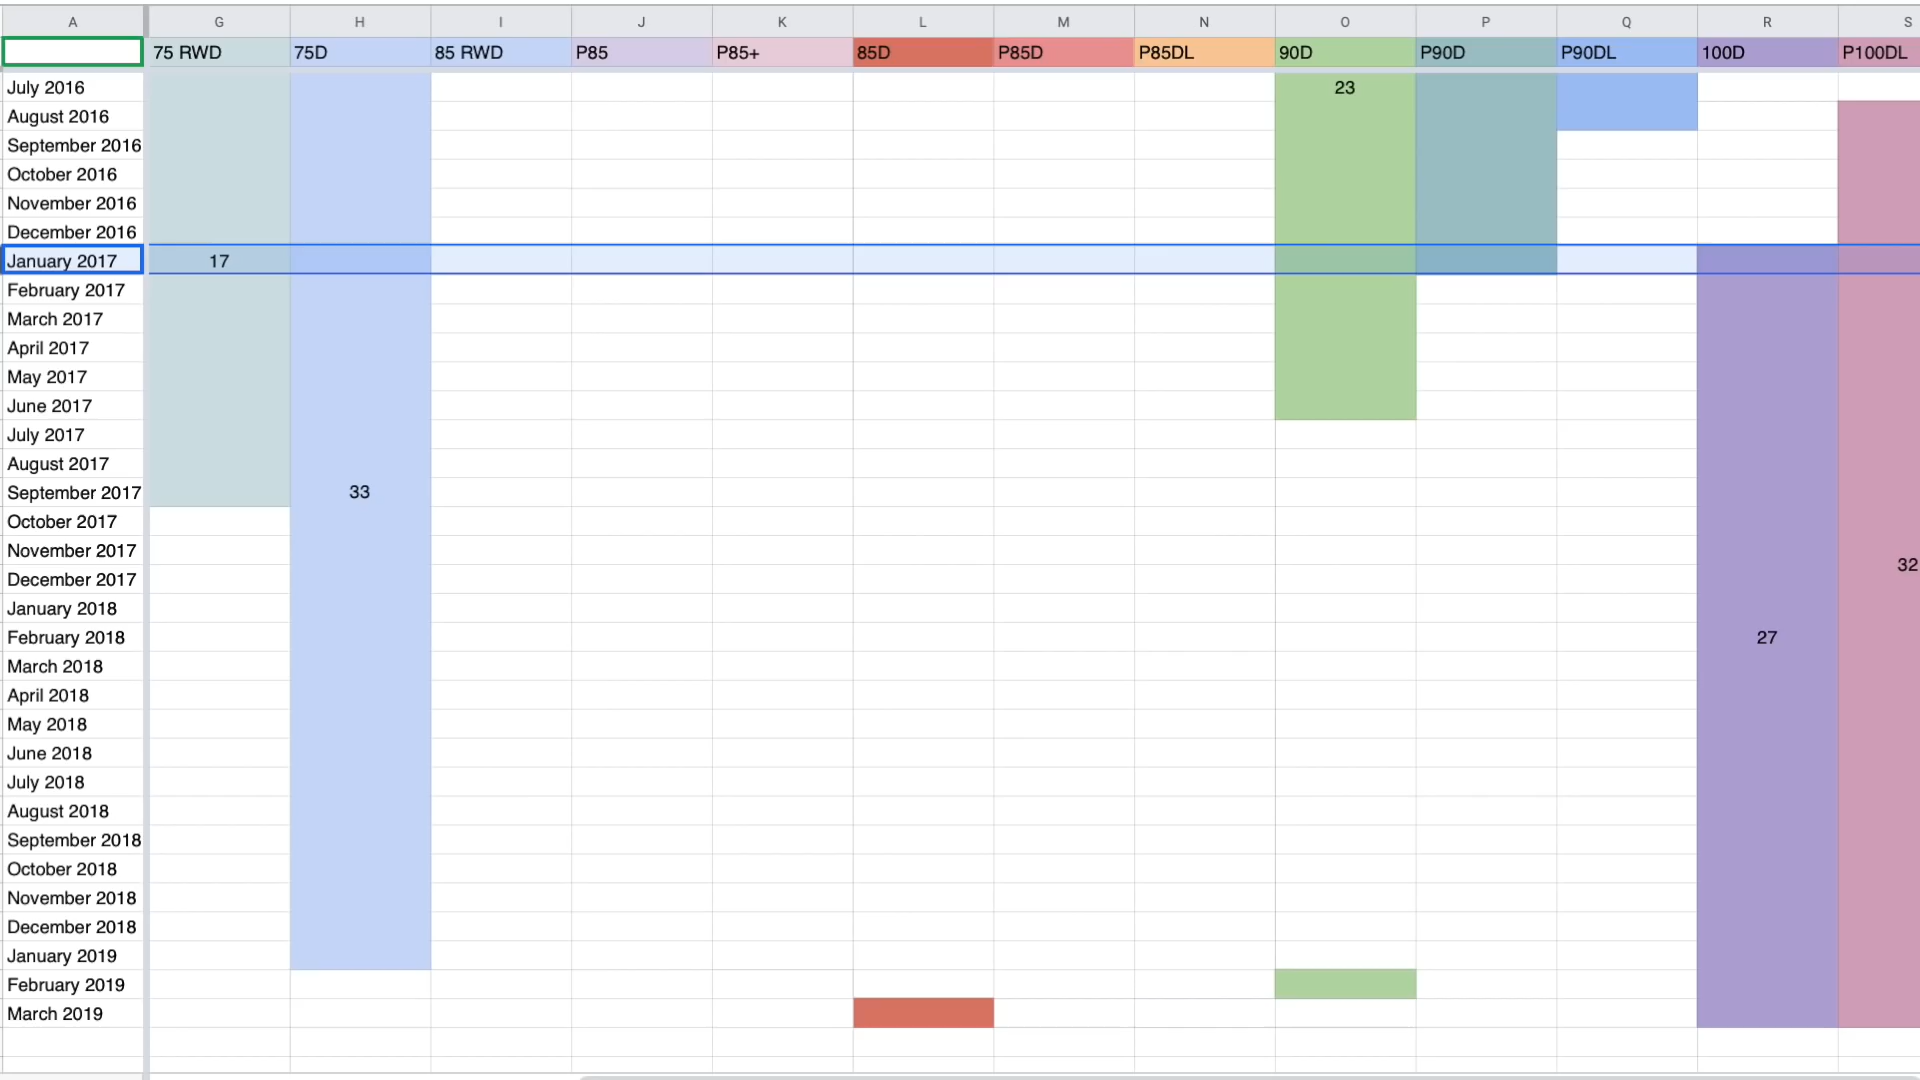 A G H I J K L M N O P Q R S
75 RWD 75D 85 RWD P85 P85+ 85D P85D P85DL 90D P90D P90DL 100D P100DL
July 2016 23
August 2016
September 2016
October 2016
November 2016
December 2016
January 2017 17
February 2017
March 2017
April 2017
May 2017
June 2017
July 2017
August 2017
September 2017 33
October 2017
November 2017
December 2017 32
January 2018
February 2018 27
March 2018
April 2018
May 2018
June 2018
July 2018
August 2018
September 2018
October 2018
November 2018
December 2018
January 2019
February 2019
March 2019